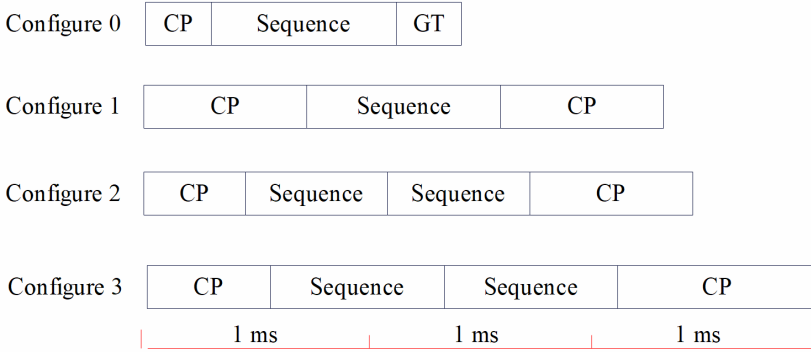 Configure 0 CP Sequence GT
Configure 1 CP Sequence CP
Configure 2 CP Sequence Sequence CP
Configure 3 CP Sequence Sequence CP
1 ms 1 ms 1 ms